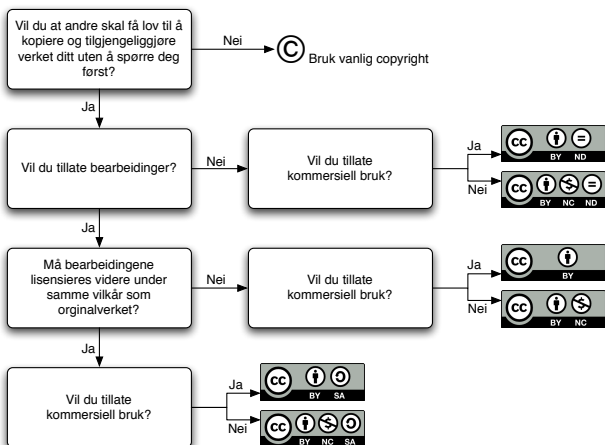 Vil du at andre skal få lov til å
kopiere og tilgjengeliggjøre
verket ditt uten å spørre deg
først?
Nei
C
Bruk vanlig copyright
Ja
Vil du tillate bearbeidinger?
Nei
Vil du tillate
kommersiell bruk?
Ja
cc
BY ND
Nei
cc
BY NC ND
Ja
Må bearbeidingene
lisensieres videre under
samme vilkår som
orginalverket?
Nei
Vil du tillate
kommersiell bruk?
Ja
cc
BY
Nei
cc
BY NC
Ja
Vil du tillate
kommersiell bruk?
Ja
cc
BY SA
Nei
cc
BY NC SA